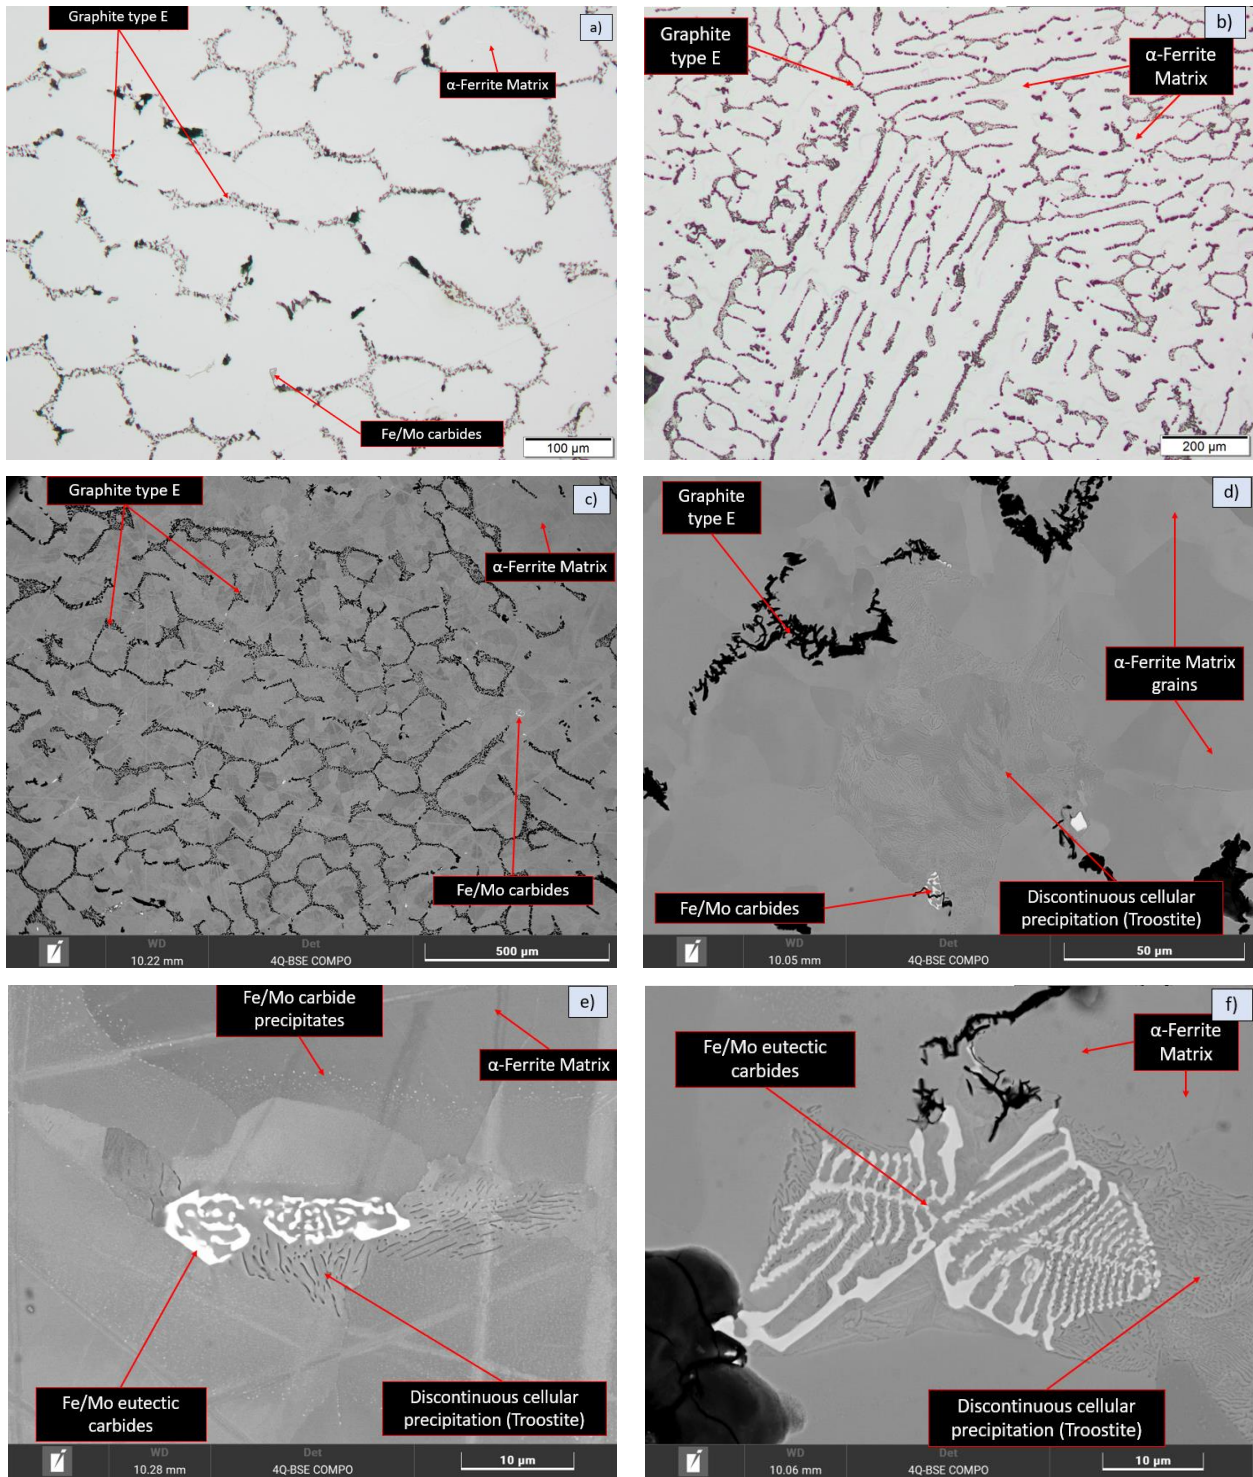 Graphite type E
a)
α-Ferrite Matrix
Fe/Mo carbides
100 µm
b)
Graphite
type E
α-Ferrite
Matrix
200 µm
Graphite type E
c)
α-Ferrite Matrix
Fe/Mo carbides
WD
10.22 mm
Det
4Q-BSE COMPO
500 µm
Graphite
type E
d)
α-Ferrite Matrix
grains
Fe/Mo carbides
Discontinuous cellular
precipitation (Troostite)
WD
10.05 mm
Det
4Q-BSE COMPO
50 µm
Fe/Mo carbide
precipitates
e)
α-Ferrite Matrix
Fe/Mo eutectic
carbides
Discontinuous cellular
precipitation (Troostite)
WD
10.28 mm
Det
4Q-BSE COMPO
10 µm
f)
Fe/Mo eutectic
carbides
α-Ferrite
Matrix
Discontinuous cellular
precipitation (Troostite)
WD
10.06 mm
Det
4Q-BSE COMPO
10 µm